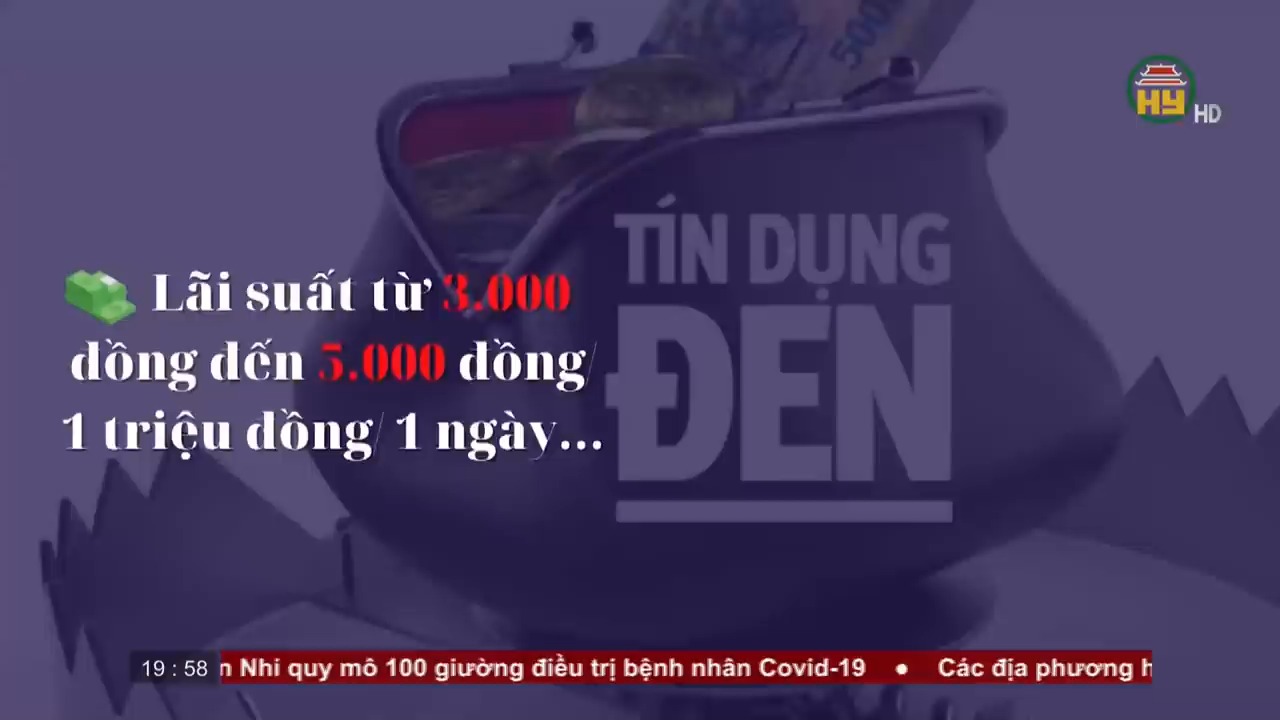 500
HY HD
TÍN DỤNG
ĐEN
Lãi suất từ 3.000
đồng đến 5.000 đồng/
1 triệu đồng/ 1 ngày...
19 : 58
Nhi quy mô 100 giường điều trị bệnh nhân Covid-19 ● Các địa phương